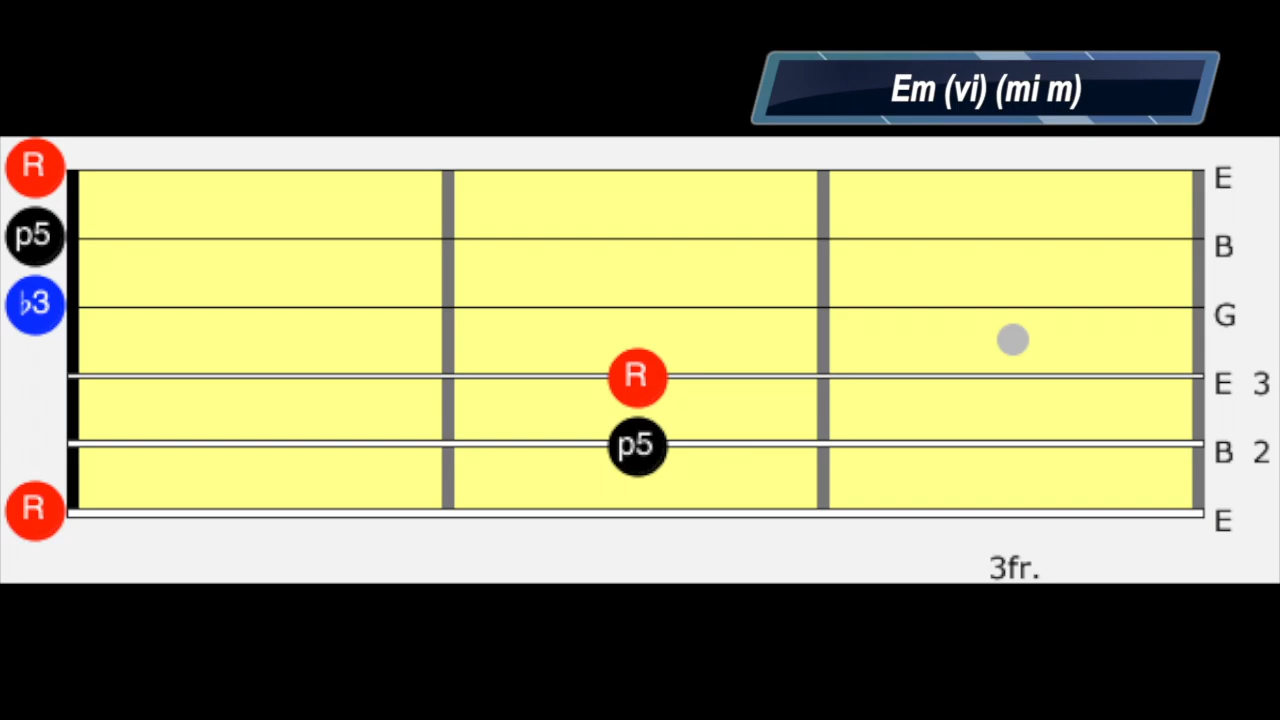 Em (vi) (mi m)
R E
p5 B
♭3 G
R E 3
p5 B 2
R E
3fr.